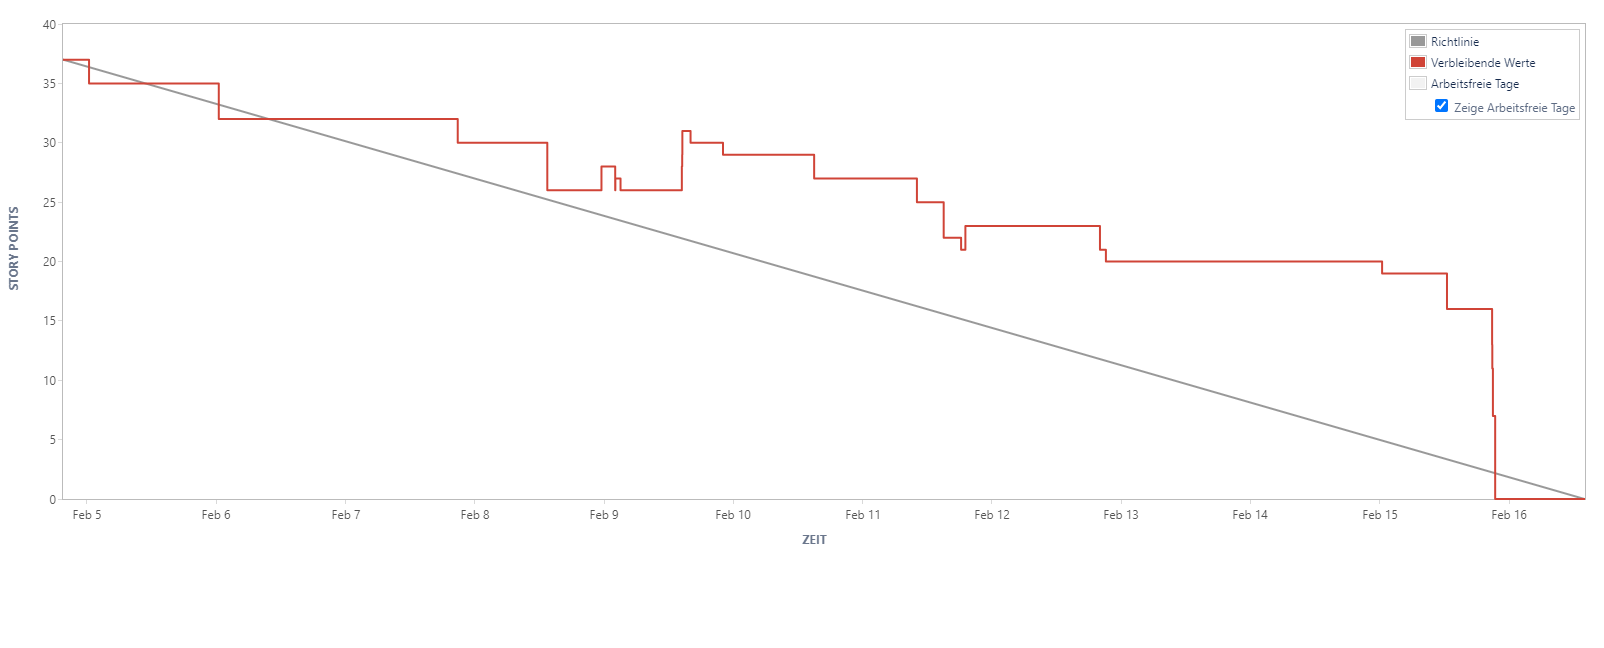 40
35
30
25
20
15
10
5
0
STORY POINTS
Richtlinie
Verbleibende Werte
Arbeitsfreie Tage
Zeige Arbeitsfreie Tage
Feb 5 Feb 6 Feb 7 Feb 8 Feb 9 Feb 10 Feb 11 Feb 12 Feb 13 Feb 14 Feb 15 Feb 16
ZEIT